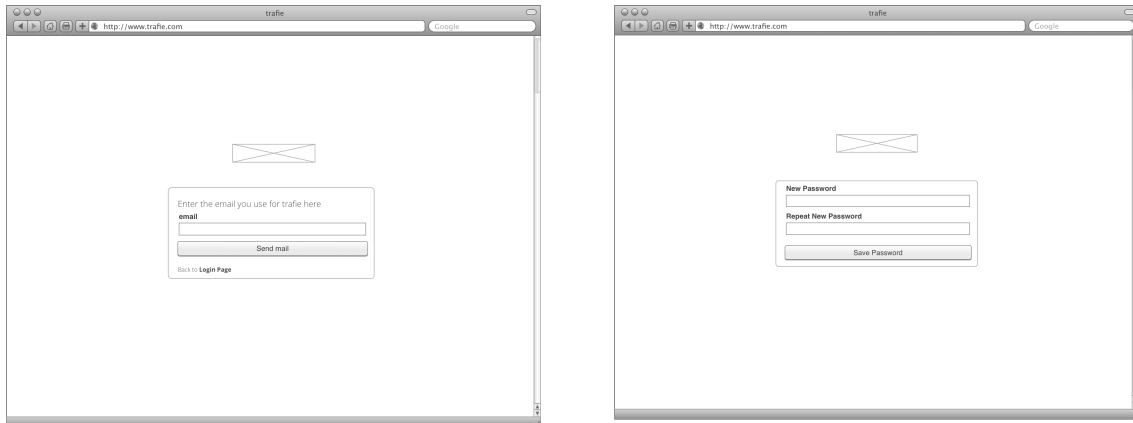 trafie
http://www.trafie.com
Google
Enter the email you use for trafie here
email
Send mail
Back to Login Page
trafie
http://www.trafie.com
Google
New Password
Repeat New Password
Save Password